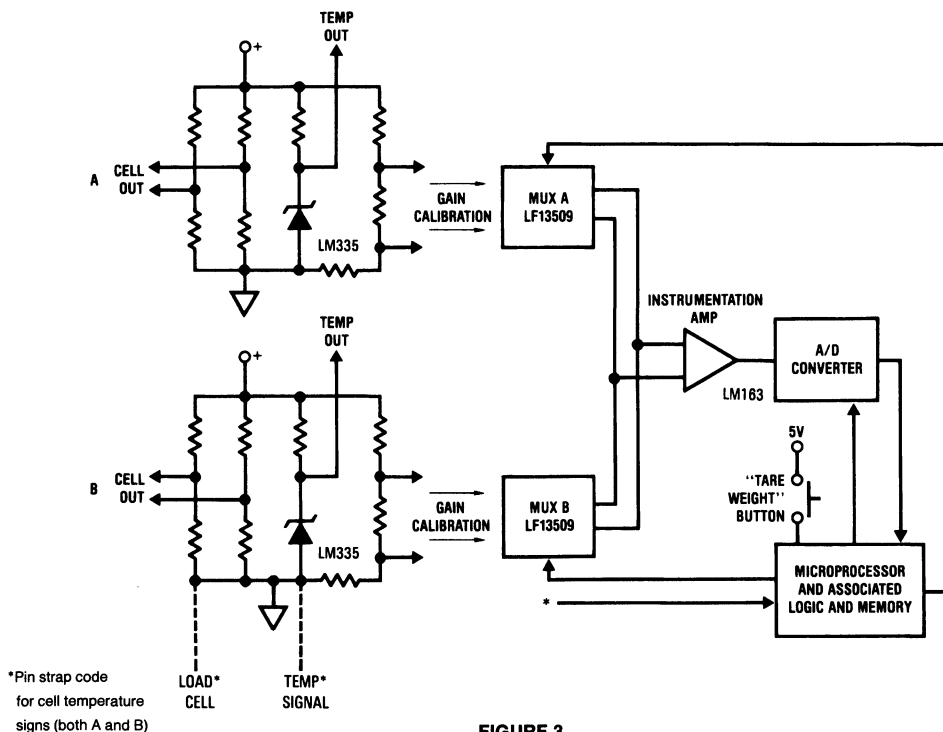 TEMP
OUT
+
A
CELL
OUT
LM335
GAIN
CALIBRATION
MUX A
LF13509
INSTRUMENTATION
AMP
A/D
CONVERTER
LM163
TEMP
OUT
+
B
CELL
OUT
LM335
GAIN
CALIBRATION
MUX B
LF13509
5V
"TARE
WEIGHT"
BUTTON
MICROPROCESSOR
AND ASSOCIATED
LOGIC AND MEMORY
*
LOAD*
CELL
TEMP*
SIGNAL
*Pin strap code
for cell temperature
signs (both A and B)
FIGURE 3